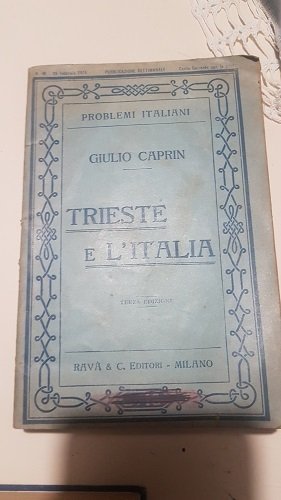 PUBBLICAZIONE SETTIMANALE
PROBLEMI ITALIANI
GIULIO CAPRIN
TRIESTE
E L'ITALIA
TERZA EDIZIONE
RAVÀ & C. EDITORI - MILANO